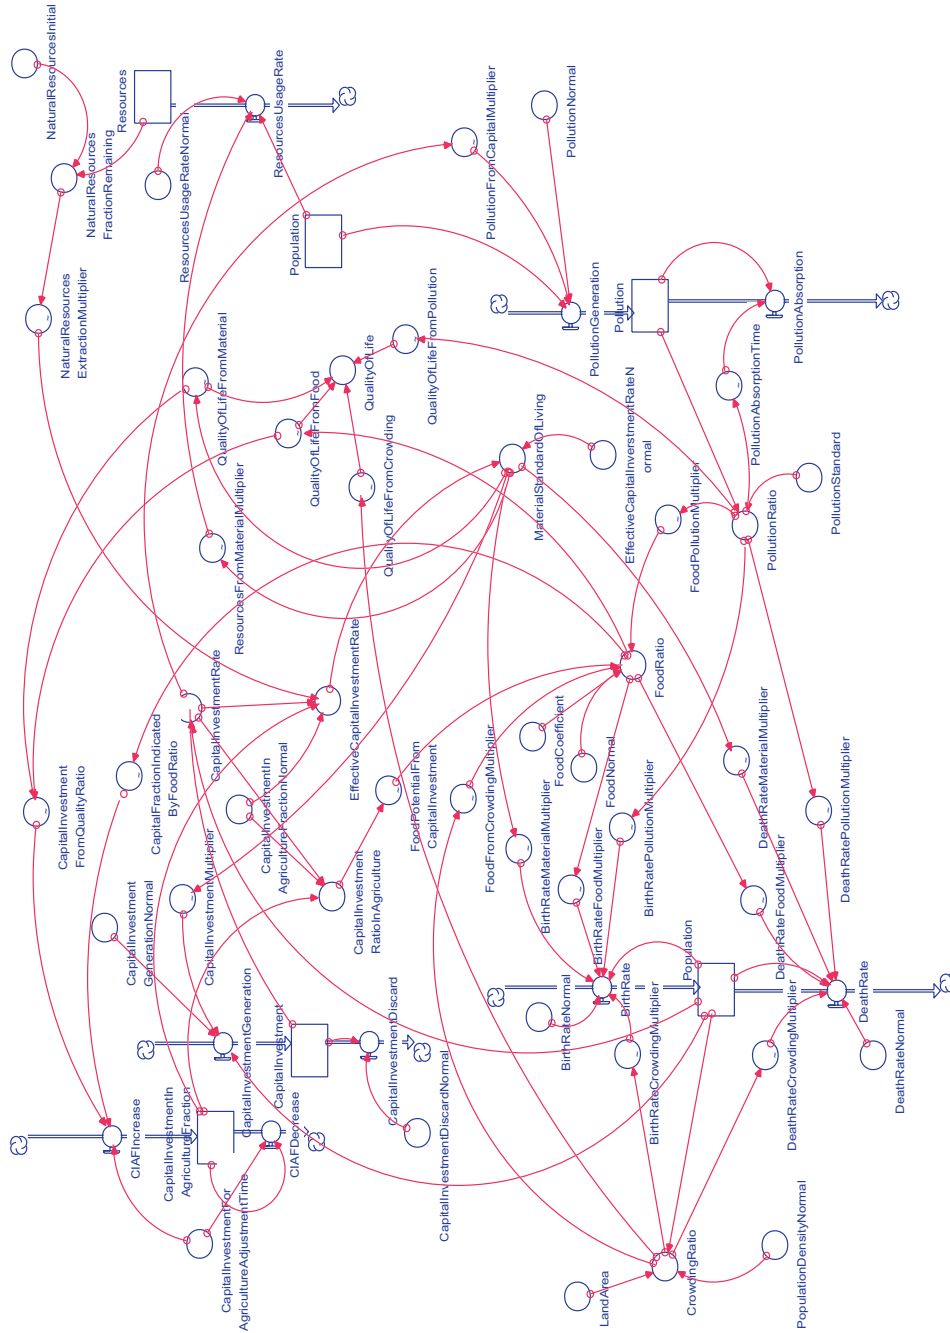 NaturalResourcesInitial
CapitalInvestment
FromQualityRatio
NaturalResources
ExtractionMultiplier
NaturalResources
FractionRemaining
Resources
CIAFIncrease
CapitalInvestment
GenerationNormal
CapitalFractionIndicated
ByFoodRatio
CapitalInvestmentIn
AgricultureFraction
ResourcesUsageRateNormal
CapitalInvestmentMultiplier
CapitalInvestmentRate
CapitalInvestmentFor
AgricultureAdjustmentTime
QualityOfLifeFromMaterial
ResourcesFromMaterialMultiplier
CapitalInvestmentGeneration
CapitalInvestmentIn
AgricultureFractionNormal
ResourcesUsageRate
CapitalInvestment
CIAFDecrease
Population
QualityOfLifeFromFood
EffectiveCapitalInvestmentRate
CapitalInvestment
RatioInAgriculture
QualityOfLife
QualityOfLifeFromCrowding
CapitalInvestmentDiscard
FoodPotentialFrom
CapitalInvestment
QualityOfLifeFromPollution
CapitalInvestmentDiscardNormal
FoodFromCrowdingMultiplier
PollutionFromCapitalMultiplier
MaterialStandardOfLiving
BirthRateMaterialMultiplier
FoodCoefficient
BirthRateNormal
PollutionNormal
PollutionGeneration
BirthRateFoodMultiplier
FoodNormal
LandArea
BirthRate
Pollution
EffectiveCapitalInverstmentRateN
ormal
BirthRatePollutionMultiplier
BirthRateCrowdingMultiplier
FoodRatio
Population
CrowdingRatio
FoodPollutionMultiplier
PollutionAbsorptionTime
DeathRateMaterialMultiplier
PollutionRatio
DeathRateFoodMultiplier
DeathRateCrowdingMultiplier
PollutionAbsorption
PopulationDensityNormal
PollutionStandard
DeathRatePollutionMultiplier
DeathRate
DeathRateNormal